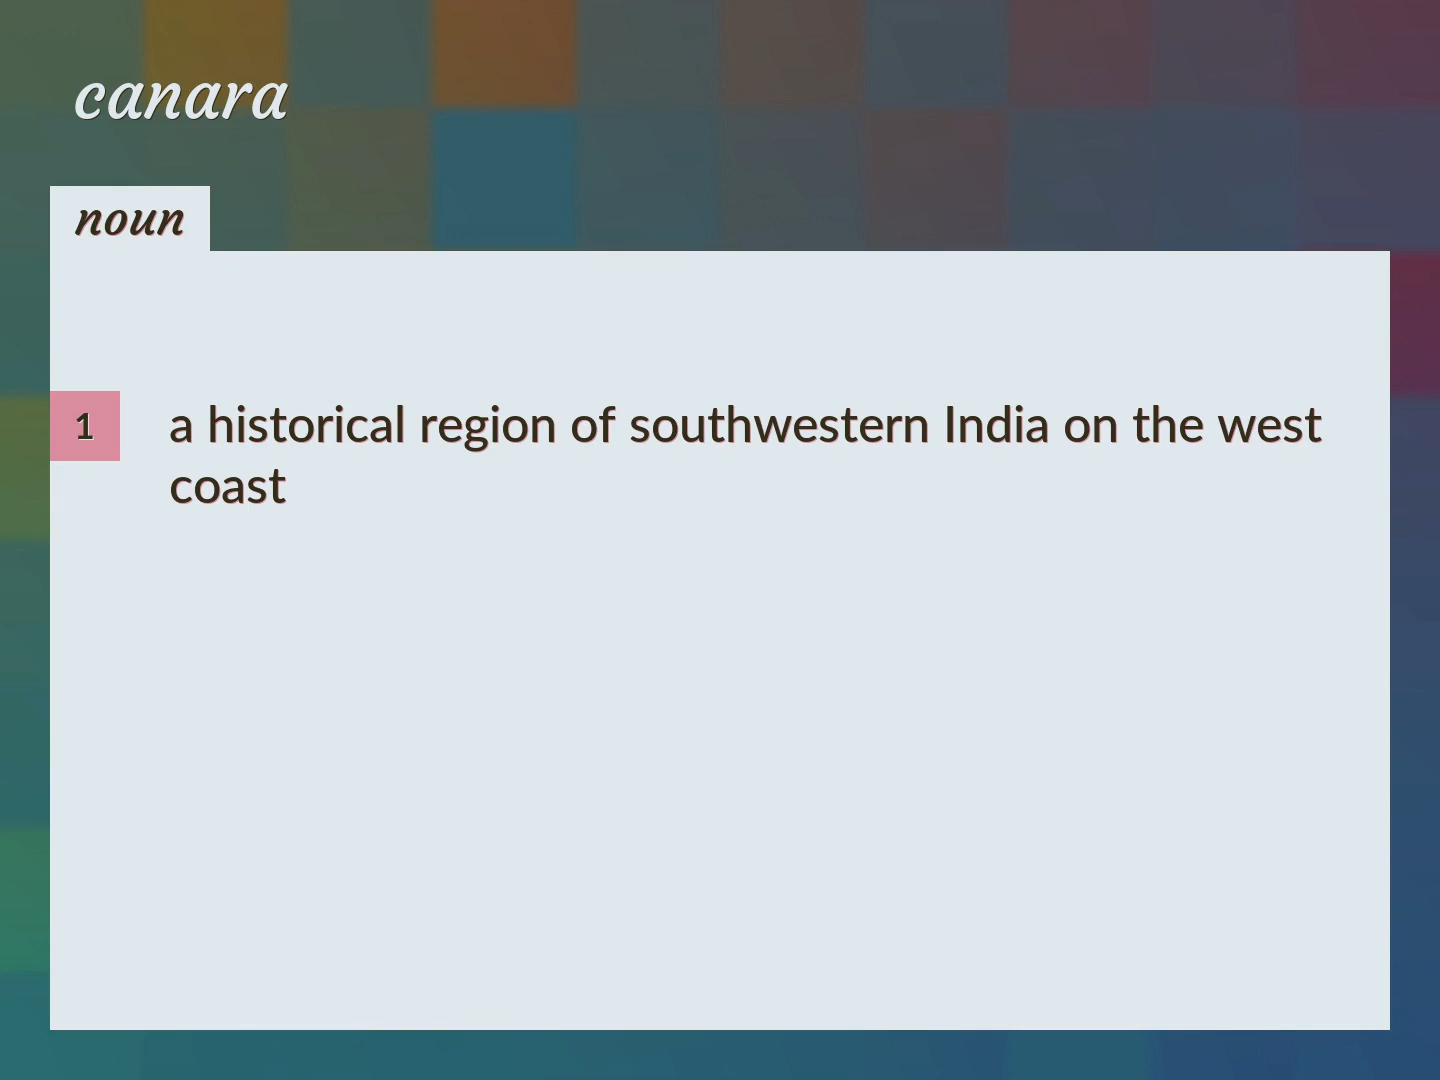 canara
noun
1
a historical region of southwestern India on the west
coast